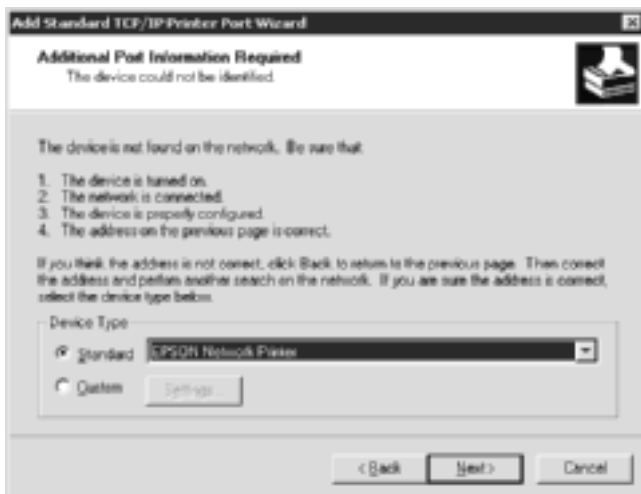 Add Standard TCF/IP Printer Port Wizard
Additional Port Information Required
The device could not be identified.
The device is not found on the network. Be sure that:
1. The device is turned on.
2. The network is connected.
3. The device is properly configured.
4. The address on the previous page is correct.
If you think the address is not correct, click Back to return to the previous page. Then correct
the address and perform another search on the network. If you are sure the address is correct,
select the device type below.
Device Type
Standard EPSON Network Printer
Custom Settings...
< Back Next > Cancel